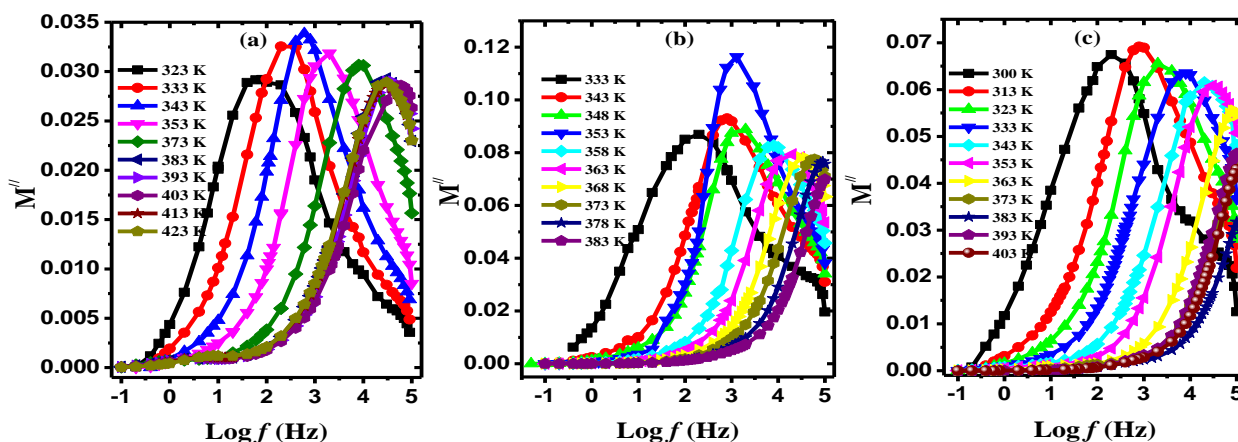 (a)
0.035
0.030
0.025
0.020
0.015
0.010
0.005
0.000
M//
323 K
333 K
343 K
353 K
373 K
383 K
393 K
403 K
413 K
423 K
-1 0 1 2 3 4 5
Log f (Hz)
(b)
0.12
0.10
0.08
0.06
0.04
0.02
0.00
M//
333 K
343 K
348 K
353 K
358 K
363 K
368 K
373 K
378 K
383 K
-1 0 1 2 3 4 5
Log f (Hz)
(c)
0.07
0.06
0.05
0.04
0.03
0.02
0.01
0.00
M//
300 K
313 K
323 K
333 K
343 K
353 K
363 K
373 K
383 K
393 K
403 K
-1 0 1 2 3 4 5
Log f (Hz)